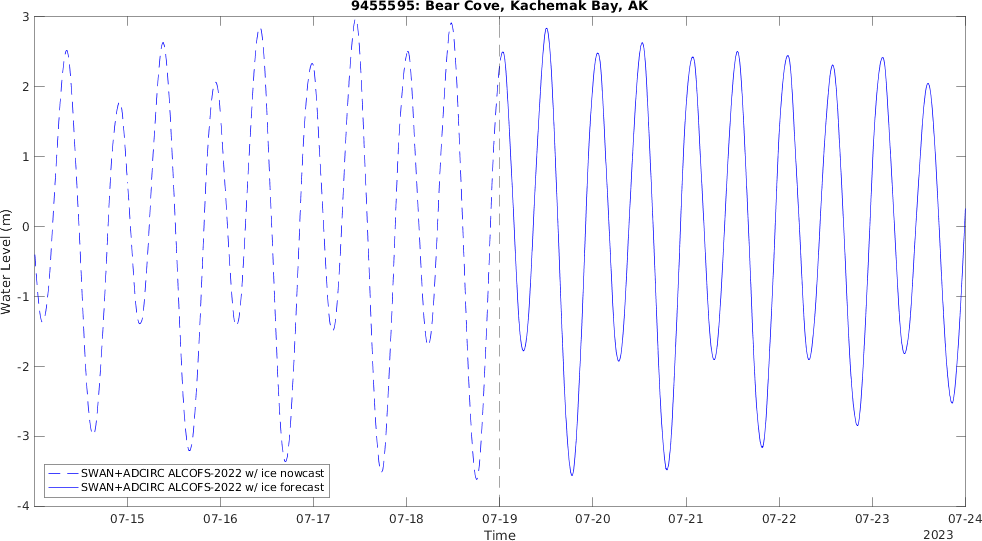 9455595: Bear Cove, Kachemak Bay, AK
3
2
1
0
-1
-2
-3
-4
Water Level (m)
SWAN+ADCIRC ALCOFS-2022 w/ ice nowcast
SWAN+ADCIRC ALCOFS-2022 w/ ice forecast
07-15 07-16 07-17 07-18 07-19 07-20 07-21 07-22 07-23 07-24
Time
2023